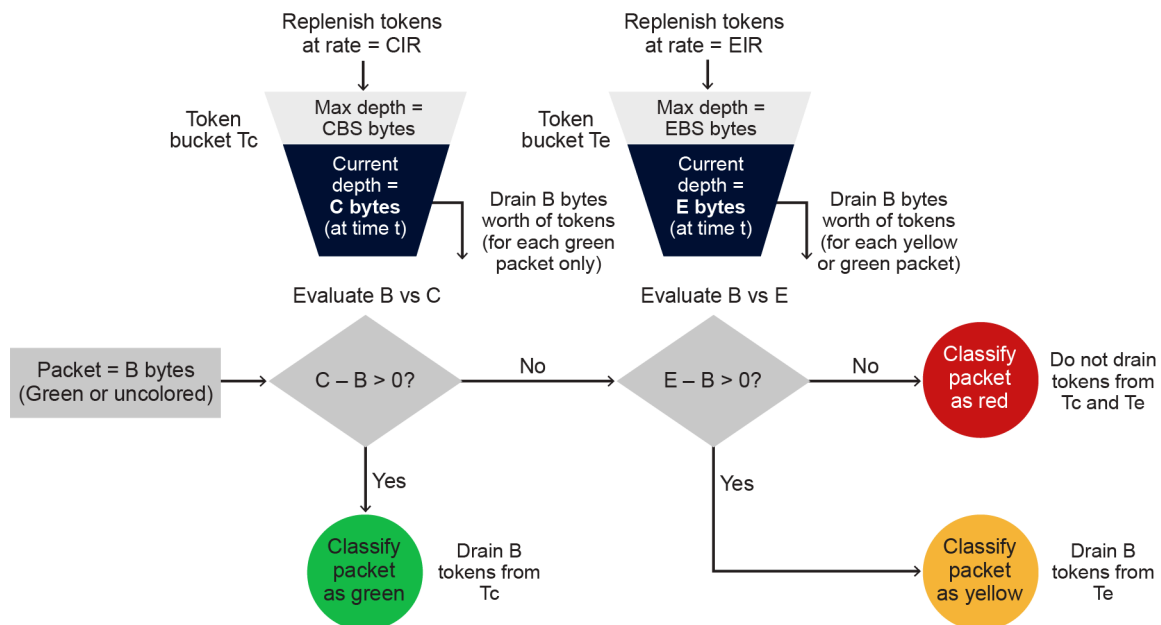 Replenish tokens
at rate = CIR
Replenish tokens
at rate = EIR
Token
bucket Tc
Max depth =
CBS bytes
Current
depth =
C bytes
(at time t)
Drain B bytes
worth of tokens
(for each green
packet only)
Token
bucket Te
Max depth =
EBS bytes
Current
depth =
E bytes
(at time t)
Drain B bytes
worth of tokens
(for each yellow
or green packet)
Evaluate B vs C
Evaluate B vs E
Packet = B bytes
(Green or uncolored)
C – B > 0?
No
E – B > 0?
No
Classify
packet
as red
Do not drain
tokens from
Tc and Te
Yes
Yes
Classify
packet
as green
Drain B
tokens from
Tc
Classify
packet
as yellow
Drain B
tokens from
Te